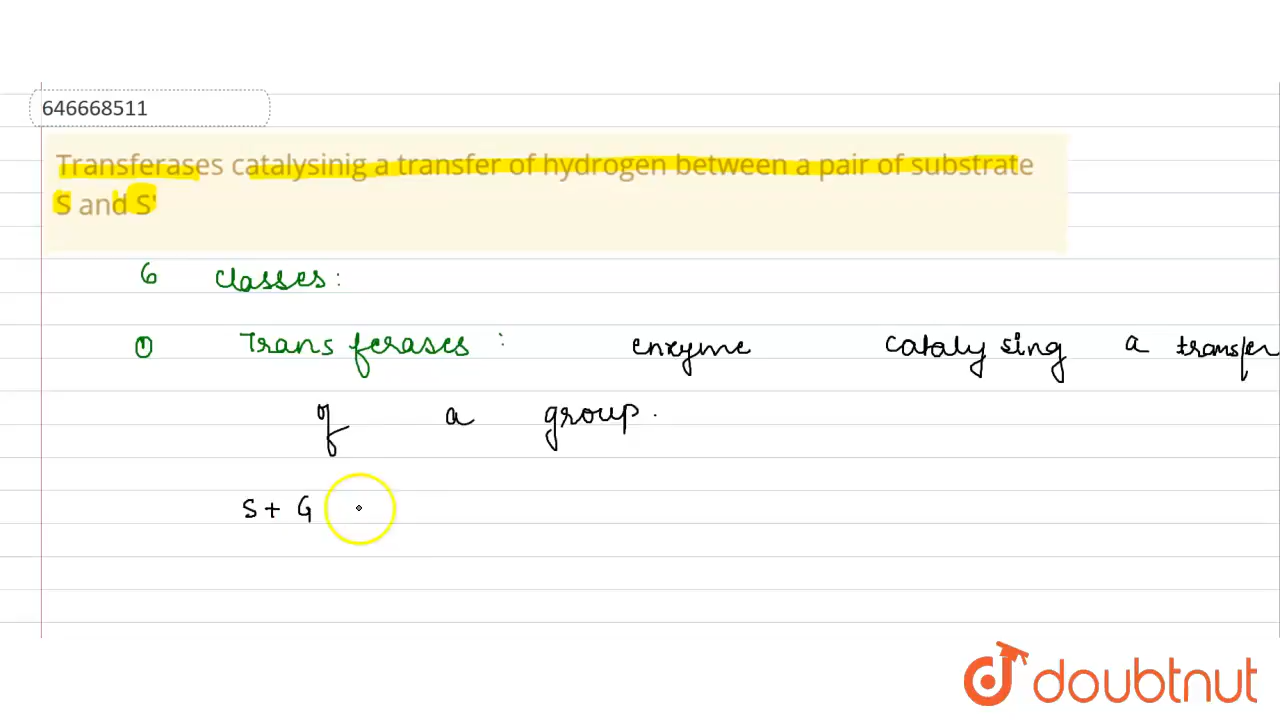 646668511
Transferases catalysinig a transfer of hydrogen between a pair of substrate
S and S'
6 classes:
① Transferases: enzyme catalysing a transfer
of a group.
S + G
doubtnut